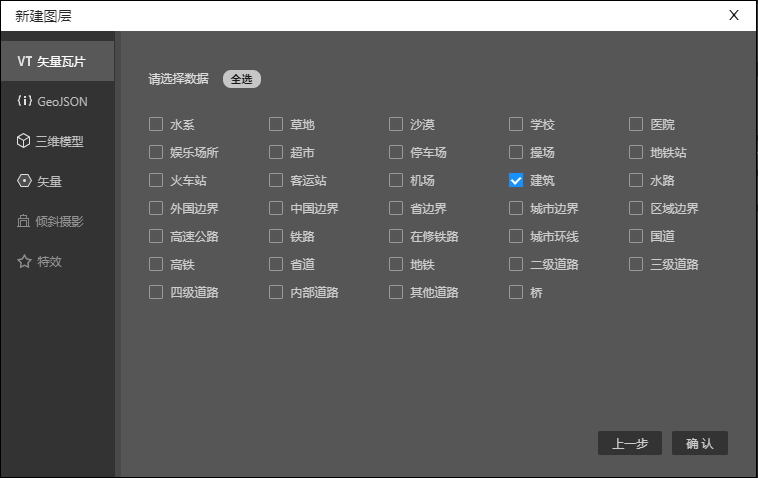 新建图层 X
VT 矢量瓦片
GeoJSON
三维模型
矢量
倾斜摄影
特效
请选择数据 全选
水系 草地 沙漠 学校 医院
娱乐场所 超市 停车场 操场 地铁站
火车站 客运站 机场 建筑 水路
外国边界 中国边界 省边界 城市边界 区域边界
高速公路 铁路 在修铁路 城市环线 国道
高铁 省道 地铁 二级道路 三级道路
四级道路 内部道路 其他道路 桥
上一步 确认